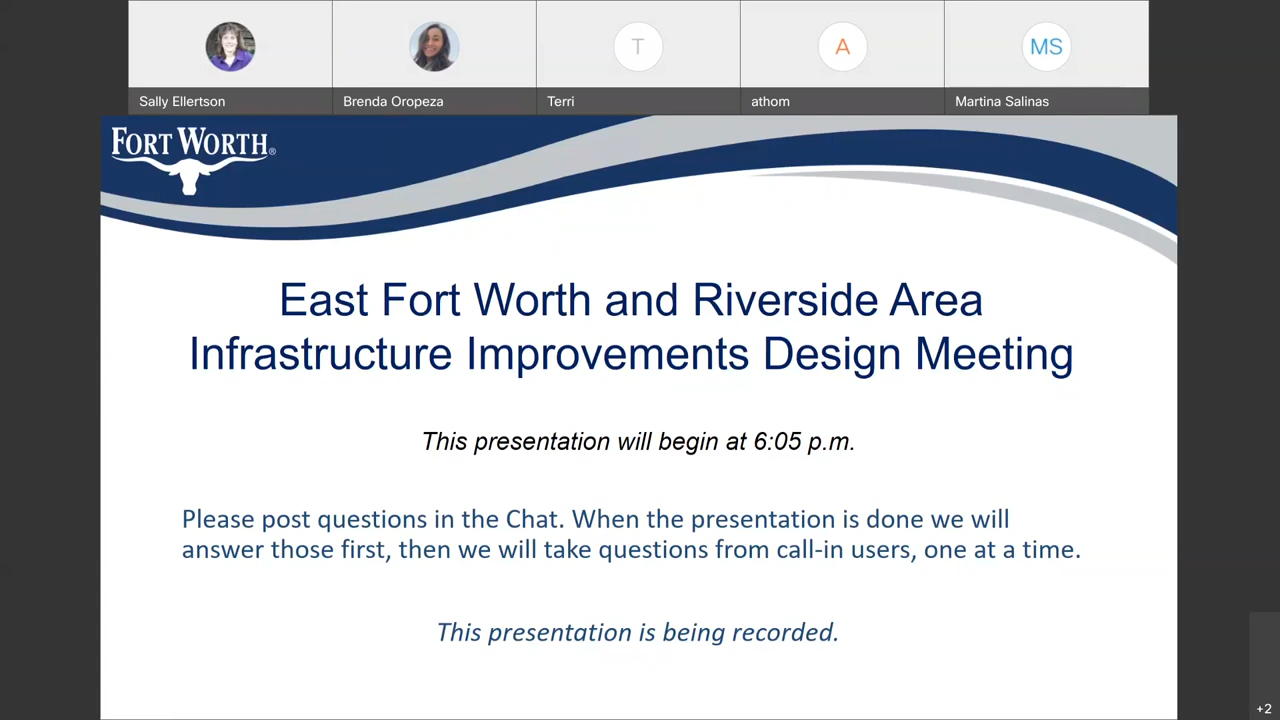 T
A
MS
Sally Ellertson
Brenda Oropeza
Terri
athom
Martina Salinas
FORT WORTH®
East Fort Worth and Riverside Area
Infrastructure Improvements Design Meeting
This presentation will begin at 6:05 p.m.
Please post questions in the Chat. When the presentation is done we will
answer those first, then we will take questions from call-in users, one at a time.
This presentation is being recorded.
+2